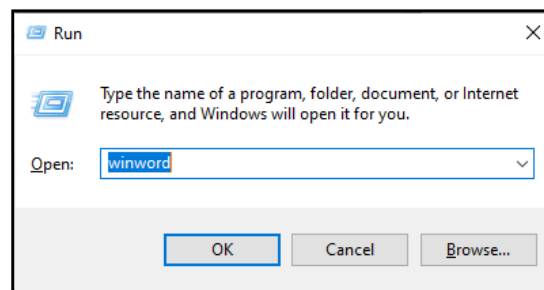 Run
Type the name of a program, folder, document, or Internet
resource, and Windows will open it for you.
Open: winword
OK Cancel Browse...